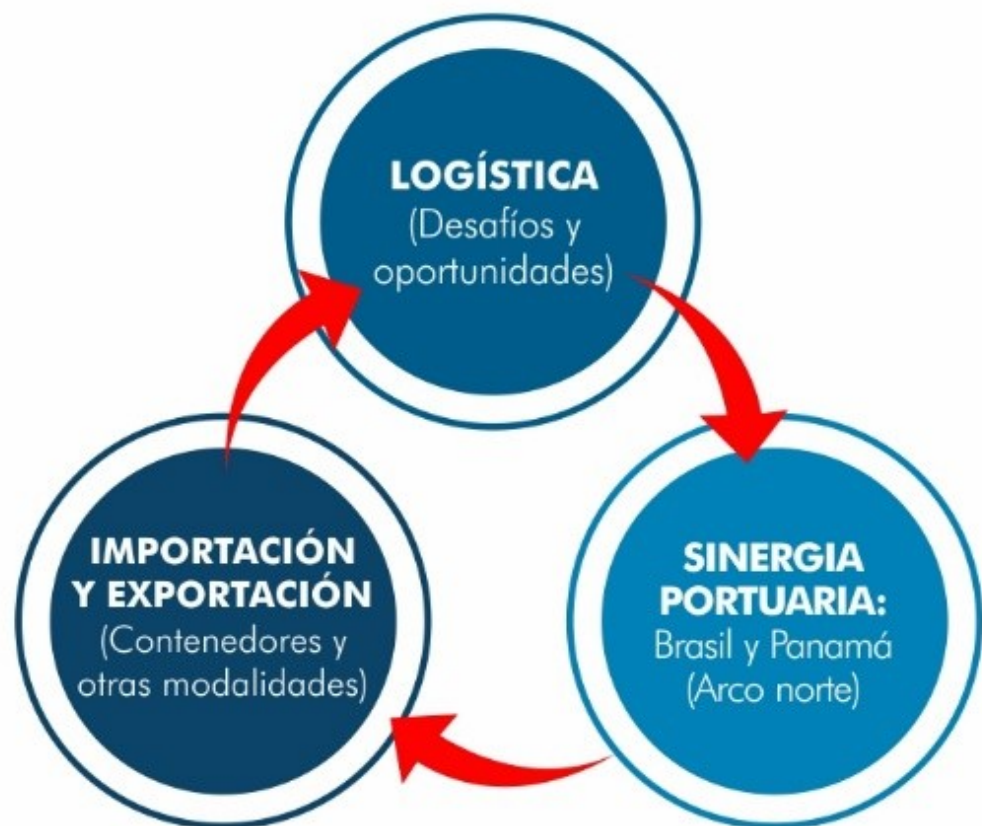 LOGÍSTICA
(Desafíos y
oportunidades)
IMPORTACIÓN
Y EXPORTACIÓN
(Contenedores y
otras modalidades)
SINERGIA
PORTUARIA:
Brasil y Panamá
(Arco norte)